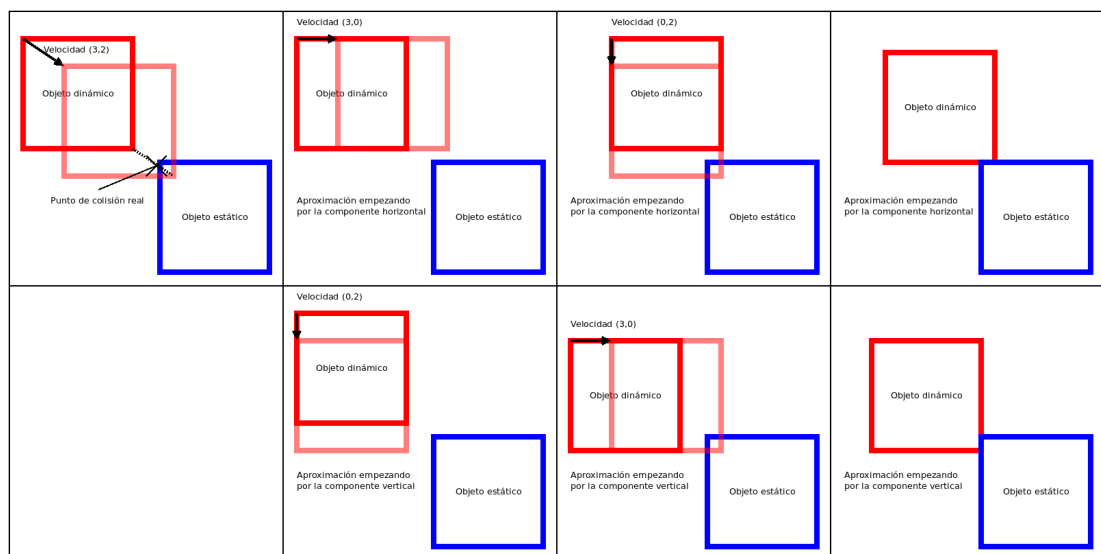 Velocidad (3,2)
Objeto dinámico
Punto de colisión real
Objeto estático
Velocidad (3,0)
Objeto dinámico
Aproximación empezando
por la componente horizontal
Objeto estático
Velocidad (0,2)
Objeto dinámico
Aproximación empezando
por la componente horizontal
Objeto estático
Objeto dinámico
Aproximación empezando
por la componente horizontal
Objeto estático
Velocidad (0,2)
Objeto dinámico
Aproximación empezando
por la componente vertical
Objeto estático
Velocidad (3,0)
Objeto dinámico
Aproximación empezando
por la componente vertical
Objeto estático
Objeto dinámico
Aproximación empezando
por la componente vertical
Objeto estático